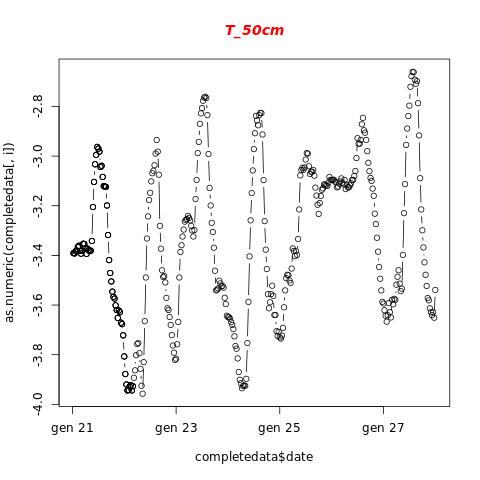 T_50cm
as.numeric(completedata[, i])
-2.8
-3.0
-3.2
-3.4
-3.6
-3.8
-4.0
gen 21
gen 23
gen 25
gen 27
completedata$date